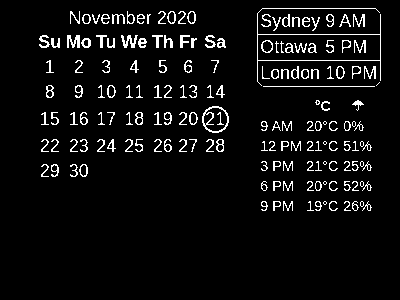 November 2020
Su Mo Tu We Th Fr Sa
1 2 3 4 5 6 7
8 9 10 11 12 13 14
15 16 17 18 19 20 21
22 23 24 25 26 27 28
29 30
Sydney 9 AM
Ottawa 5 PM
London 10 PM
°C ☂
9 AM 20°C 0%
12 PM 21°C 51%
3 PM 21°C 25%
6 PM 20°C 52%
9 PM 19°C 26%